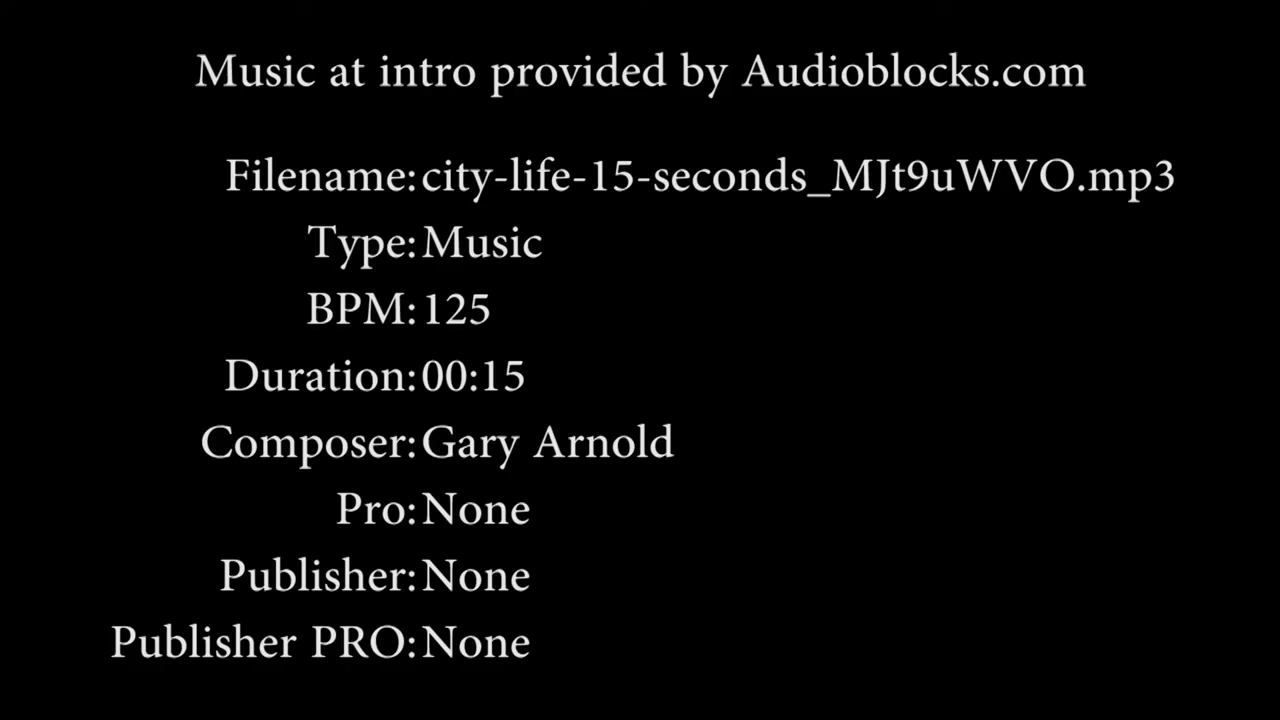 Music at intro provided by Audioblocks.com
Filename: city-life-15-seconds_MJt9uWVO.mp3
Type: Music
BPM: 125
Duration: 00:15
Composer: Gary Arnold
Pro: None
Publisher: None
Publisher PRO: None